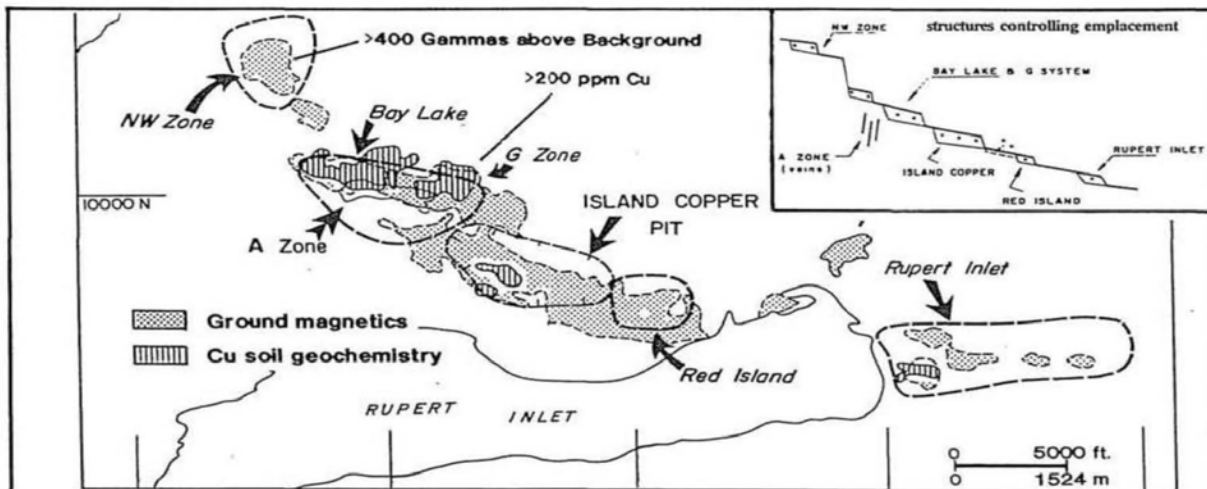 >400 Gammas above Background
>200 ppm Cu
NW Zone
Bay Lake
G Zone
10000 N
A Zone
ISLAND COPPER
PIT
Rupert Inlet
Ground magnetics
Cu soil geochemistry
Red Island
RUPERT INLET
0 5000 ft.
0 1524 m
structures controlling emplacement
NW ZONE
BAY LAKE & G SYSTEM
RUPERT INLET
A ZONE
(veins)
ISLAND COPPER
RED ISLAND